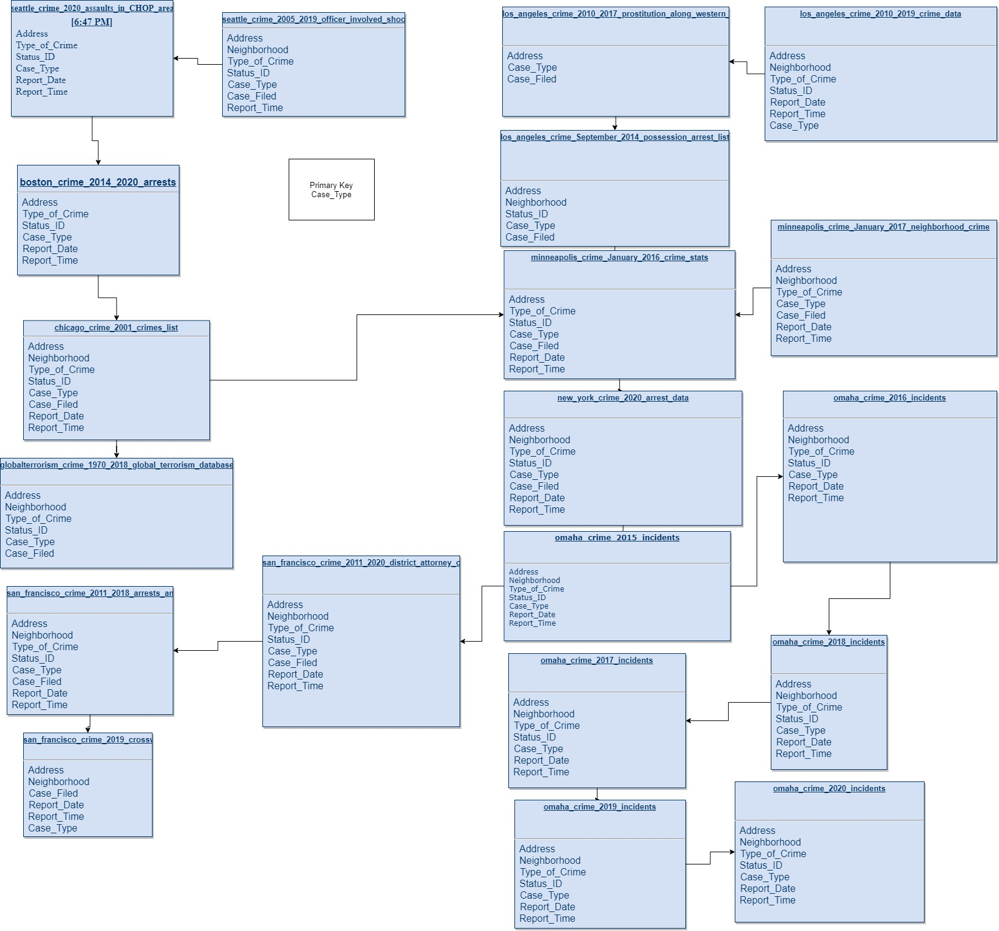 seattle_crime_2020_assaults_in_CHOP_area
[6:47 PM]
Address
Type_of_Crime
Status_ID
Case_Type
Report_Date
Report_Time
seattle_crime_2005_2019_officer_involved_shoo
Address
Neighborhood
Type_of_Crime
Status_ID
Case_Type
Case_Filed
Report_Time
los_angeles_crime_2010_2017_prostitution_along_western_
Address
Case_Type
Case_Filed
los_angeles_crime_2010_2019_crime_data
Address
Neighborhood
Type_of_Crime
Status_ID
Report_Date
Report_Time
Case_Type
los_angeles_crime_September_2014_possession_arrest_list
Address
Neighborhood
Status_ID
Case_Type
Case_Filed
boston_crime_2014_2020_arrests
Address
Type_of_Crime
Status_ID
Case_Type
Report_Date
Report_Time
Primary Key
Case_Type
minneapolis_crime_January_2017_neighborhood_crime
Address
Neighborhood
Type_of_Crime
Case_Type
Case_Filed
Report_Date
Report_Time
minneapolis_crime_January_2016_crime_stats
Address
Type_of_Crime
Status_ID
Case_Type
Case_Filed
Report_Date
Report_Time
chicago_crime_2001_crimes_list
Address
Neighborhood
Type_of_Crime
Status_ID
Case_Type
Case_Filed
Report_Date
Report_Time
new_york_crime_2020_arrest_data
Address
Neighborhood
Type_of_Crime
Status_ID
Case_Type
Case_Filed
Report_Date
Report_Time
omaha_crime_2016_incidents
Address
Neighborhood
Type_of_Crime
Status_ID
Case_Type
Report_Date
Report_Time
globalterrorism_crime_1970_2018_global_terrorism_database
Address
Neighborhood
Type_of_Crime
Status_ID
Case_Type
Case_Filed
omaha_crime_2015_incidents
Address
Neighborhood
Type_of_Crime
Status_ID
Case_Type
Report_Date
Report_Time
san_francisco_crime_2011_2020_district_attorney_c
Address
Neighborhood
Type_of_Crime
Status_ID
Case_Type
Case_Filed
Report_Date
Report_Time
san_francisco_crime_2011_2018_arrests_an
Address
Neighborhood
Type_of_Crime
Status_ID
Case_Type
Case_Filed
Report_Date
Report_Time
omaha_crime_2018_incidents
Address
Neighborhood
Type_of_Crime
Status_ID
Case_Type
Report_Date
Report_Time
omaha_crime_2017_incidents
Address
Neighborhood
Type_of_Crime
Status_ID
Case_Type
Report_Date
Report_Time
san_francisco_crime_2019_crossw
Address
Neighborhood
Case_Filed
Report_Date
Report_Time
Case_Type
omaha_crime_2020_incidents
Address
Neighborhood
Type_of_Crime
Status_ID
Case_Type
Report_Date
Report_Time
omaha_crime_2019_incidents
Address
Neighborhood
Type_of_Crime
Status_ID
Case_Type
Report_Date
Report_Time